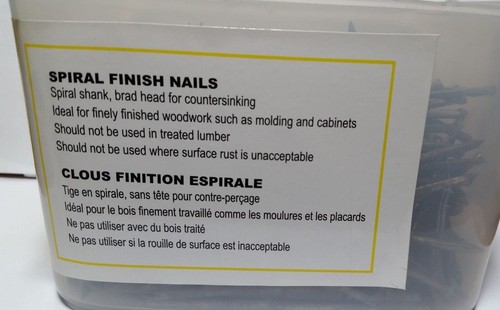 SPIRAL FINISH NAILS
Spiral shank, brad head for countersinking
Ideal for finely finished woodwork such as molding and cabinets
Should not be used in treated lumber
Should not be used where surface rust is unacceptable
CLOUS FINITION ESPIRALE
Tige en spirale, sans tête pour contre-perçage
Idéal pour le bois finement travaillé comme les moulures et les placards
Ne pas utiliser avec du bois traité
Ne pas utiliser si la rouille de surface est inacceptable